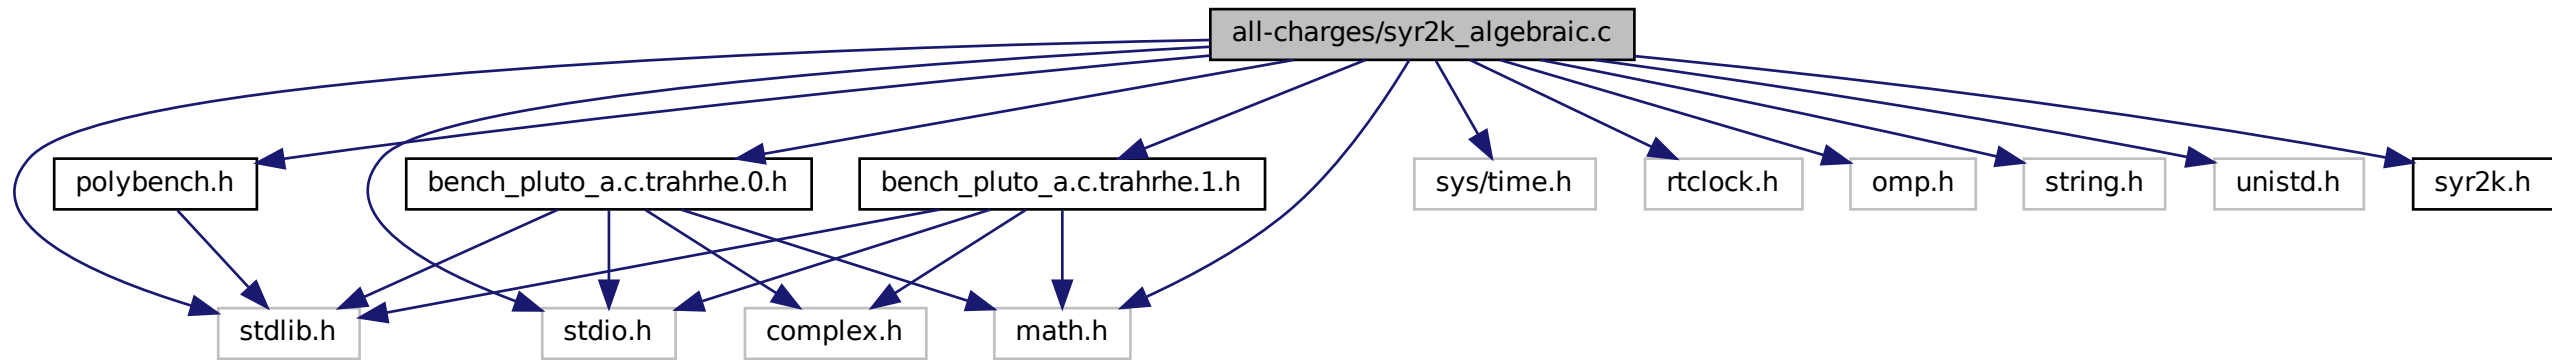 all-charges/syr2k_algebraic.c
polybench.h
bench_pluto_a.c.trahrhe.0.h
bench_pluto_a.c.trahrhe.1.h
sys/time.h
rtclock.h
omp.h
string.h
unistd.h
syr2k.h
stdlib.h
stdio.h
complex.h
math.h